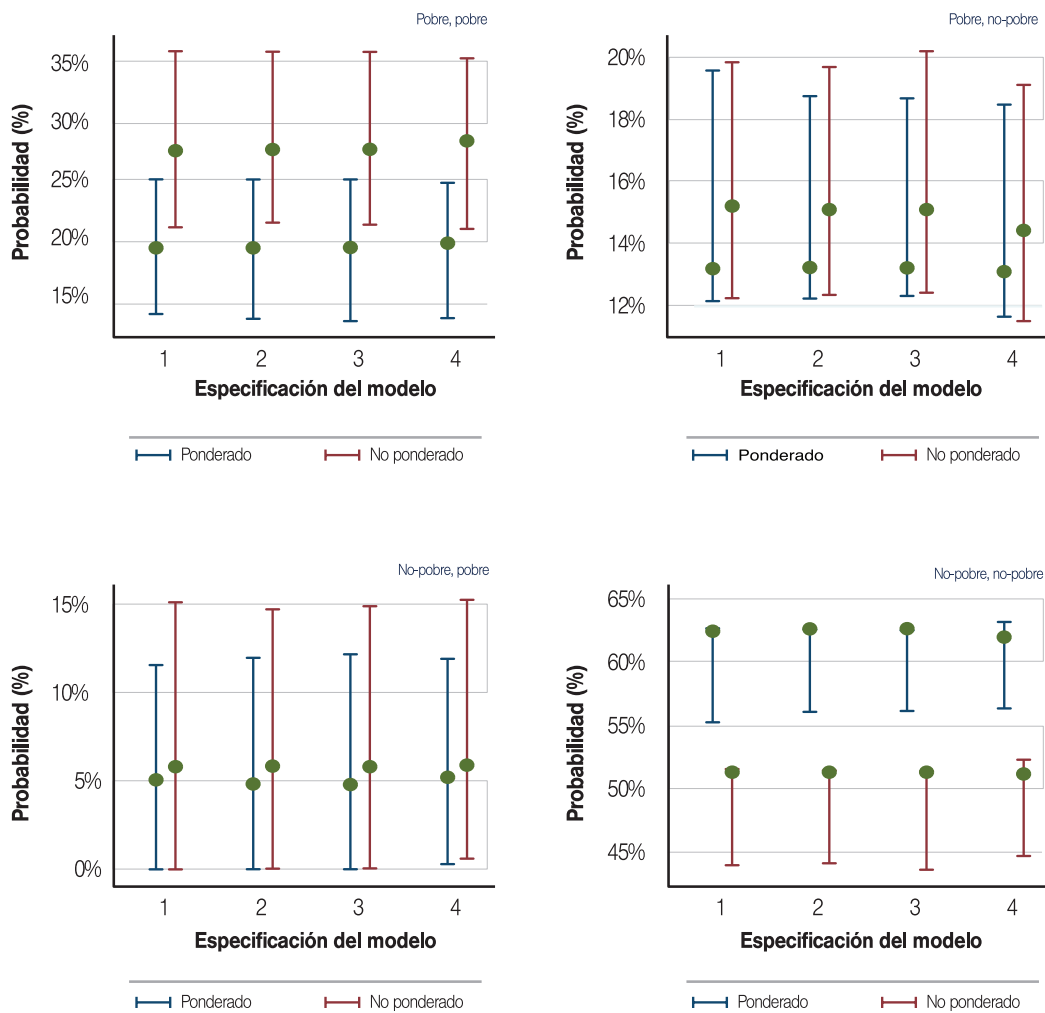 Pobre, pobre
Probabilidad (%)
35%
30%
25%
20%
15%
1 2 3 4
Especificación del modelo
Ponderado No ponderado
Pobre, no-pobre
Probabilidad (%)
20%
18%
16%
14%
12%
1 2 3 4
Especificación del modelo
Ponderado No ponderado
No-pobre, pobre
Probabilidad (%)
15%
10%
5%
0%
1 2 3 4
Especificación del modelo
Ponderado No ponderado
No-pobre, no-pobre
Probabilidad (%)
65%
60%
55%
50%
45%
1 2 3 4
Especificación del modelo
Ponderado No ponderado